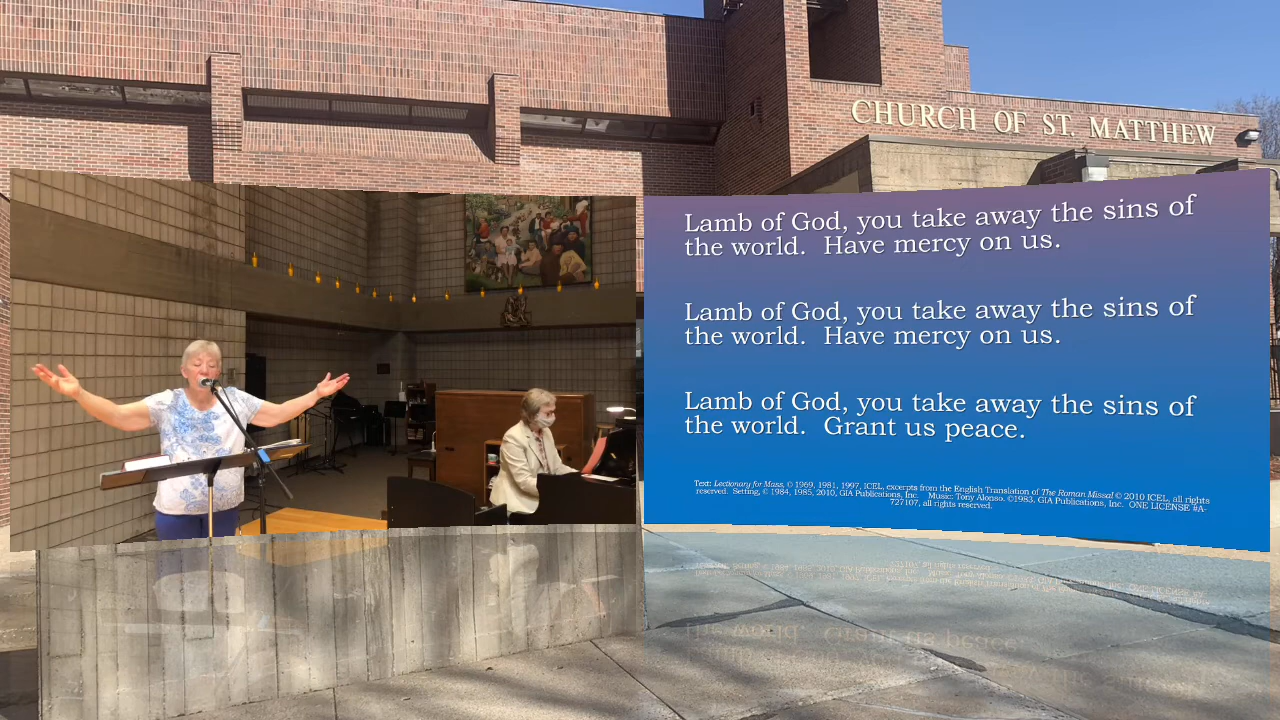 CHURCH OF ST. MATTHEW
Lamb of God, you take away the sins of
the world. Have mercy on us.
Lamb of God, you take away the sins of
the world. Have mercy on us.
Lamb of God, you take away the sins of
the world. Grant us peace.
Text: Lectionary for Mass, © 1969, 1981, 1997, ICEL, excerpts from the English Translation of The Roman Missal © 2010 ICEL, all rights
reserved. Setting, © 1984, 1985, 2010, GIA Publications, Inc. Music: Tony Alonso. ©1983, GIA Publications, Inc. ONE LICENSE #A-
727107, all rights reserved.